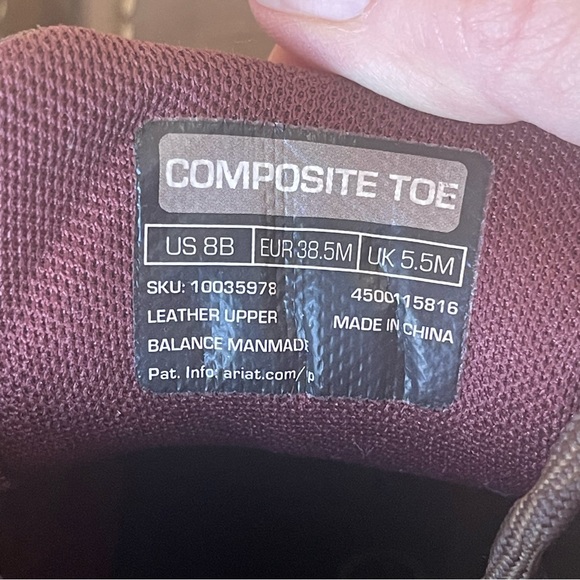 COMPOSITE TOE
US 8B EUR 38.5M UK 5.5M
SKU: 10035978 4500115816
LEATHER UPPER MADE IN CHINA
BALANCE MANMADE
Pat. Info: ariat.com/p